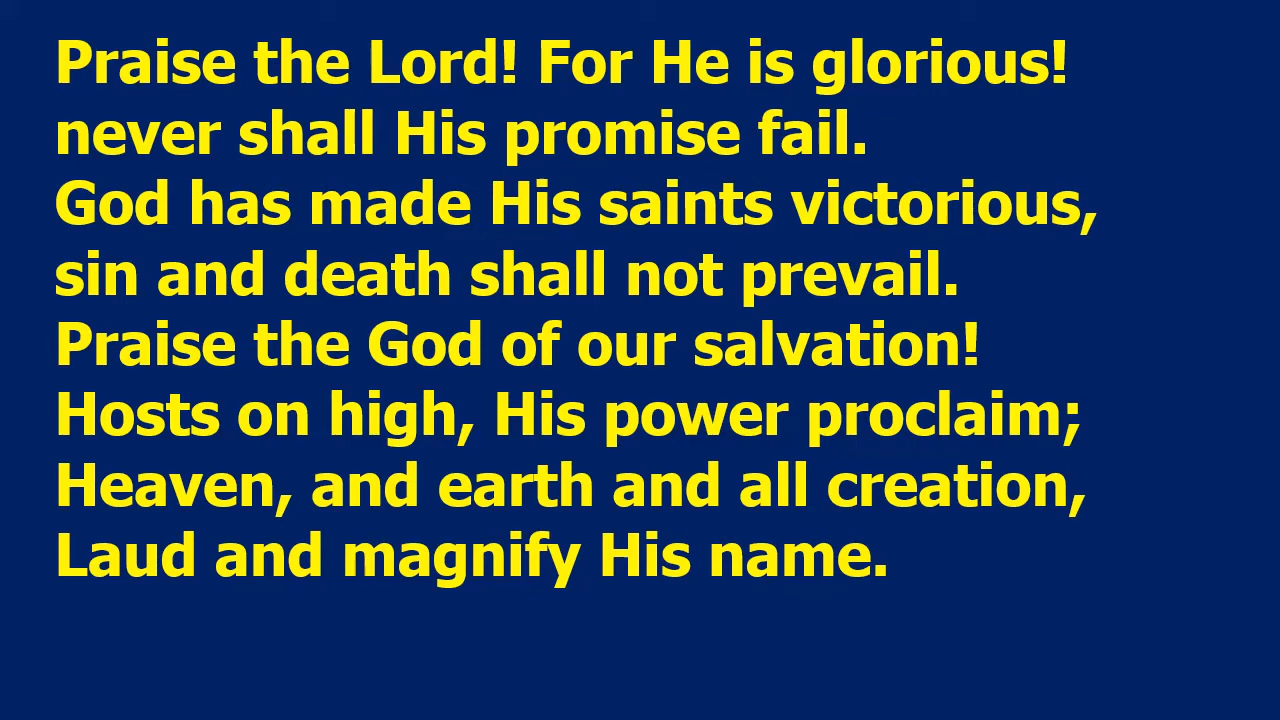 Praise the Lord! For He is glorious!
never shall His promise fail.
God has made His saints victorious,
sin and death shall not prevail.
Praise the God of our salvation!
Hosts on high, His power proclaim;
Heaven, and earth and all creation,
Laud and magnify His name.